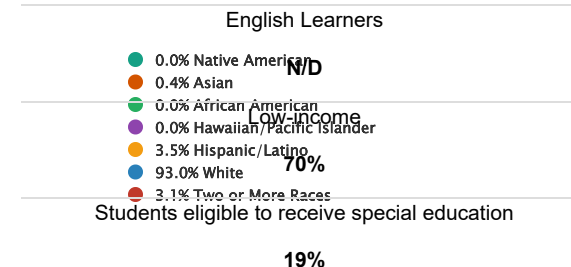 English Learners
0.0% Native American
N/D
0.4% Asian
0.0% African American
Low-income
0.0% Hawaiian/Pacific Islander
3.5% Hispanic/Latino
70%
93.0% White
3.1% Two or More Races
Students eligible to receive special education
19%